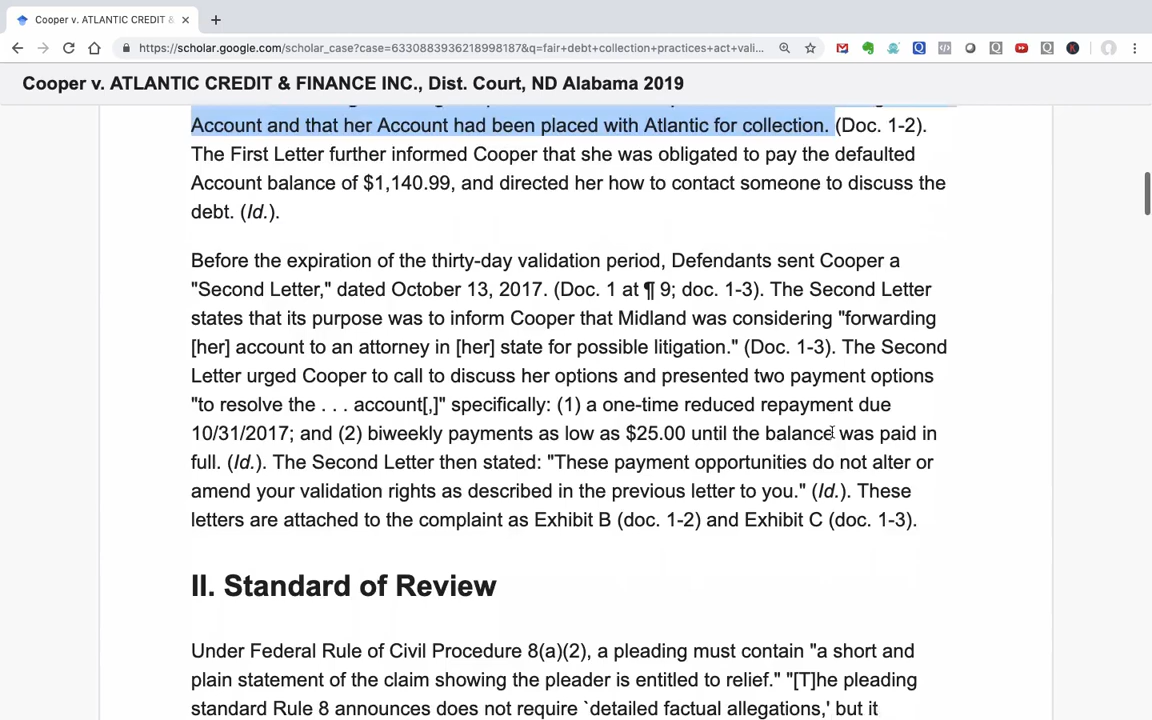 Cooper v. ATLANTIC CREDIT &
https://scholar.google.com/scholar_case?case=6330883936218998187&q=fair+debt+collection+practices+act+vali...
Cooper v. ATLANTIC CREDIT & FINANCE INC., Dist. Court, ND Alabama 2019
Account and that her Account had been placed with Atlantic for collection. (Doc. 1-2).
The First Letter further informed Cooper that she was obligated to pay the defaulted
Account balance of $1,140.99, and directed her how to contact someone to discuss the
debt. (Id.).
Before the expiration of the thirty-day validation period, Defendants sent Cooper a
"Second Letter," dated October 13, 2017. (Doc. 1 at ¶ 9; doc. 1-3). The Second Letter
states that its purpose was to inform Cooper that Midland was considering "forwarding
[her] account to an attorney in [her] state for possible litigation." (Doc. 1-3). The Second
Letter urged Cooper to call to discuss her options and presented two payment options
"to resolve the . . . account[,]" specifically: (1) a one-time reduced repayment due
10/31/2017; and (2) biweekly payments as low as $25.00 until the balance was paid in
full. (Id.). The Second Letter then stated: "These payment opportunities do not alter or
amend your validation rights as described in the previous letter to you." (Id.). These
letters are attached to the complaint as Exhibit B (doc. 1-2) and Exhibit C (doc. 1-3).
II. Standard of Review
Under Federal Rule of Civil Procedure 8(a)(2), a pleading must contain "a short and
plain statement of the claim showing the pleader is entitled to relief." "[T]he pleading
standard Rule 8 announces does not require `detailed factual allegations,' but it